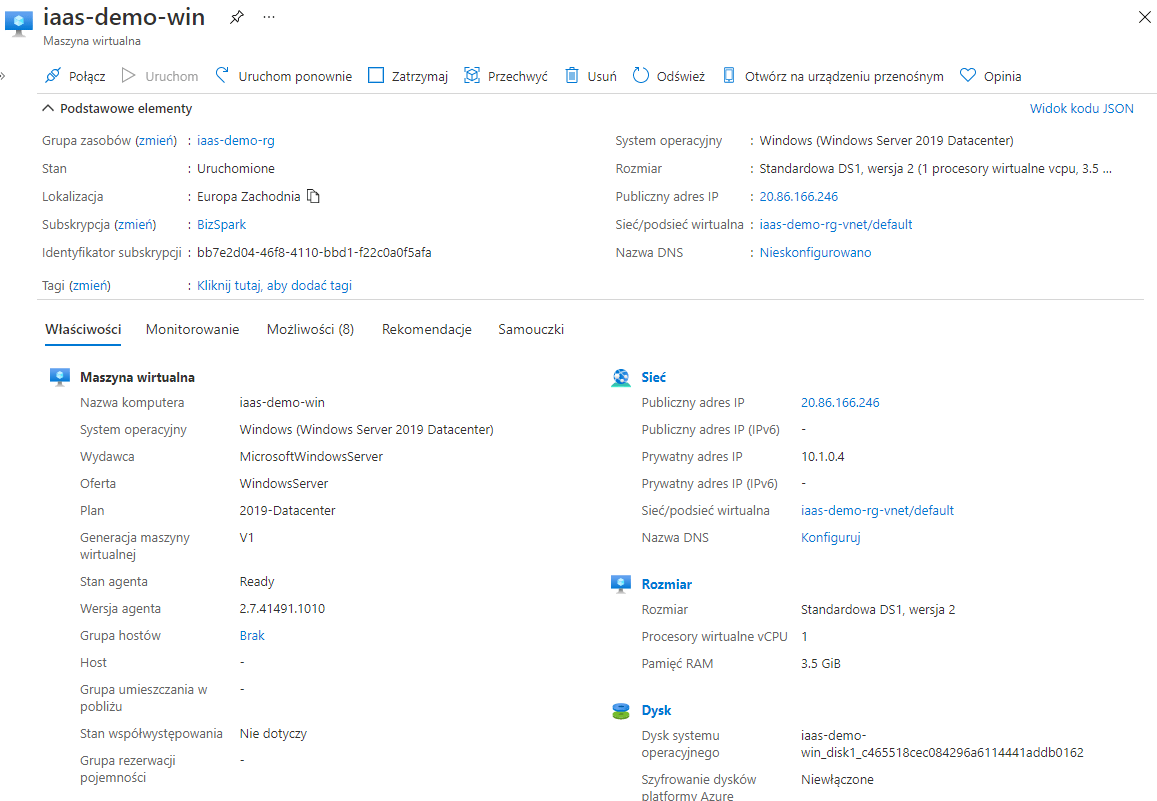 iaas-demo-win
Maszyna wirtualna
Połącz Uruchom Uruchom ponownie Zatrzymaj Przechwyć Usuń Odśwież Otwórz na urządzeniu przenośnym Opinia
Podstawowe elementy Widok kodu JSON
Grupa zasobów (zmień) : iaas-demo-rg
Stan : Uruchomione
Lokalizacja : Europa Zachodnia
Subskrypcja (zmień) : BizSpark
Identyfikator subskrypcji : bb7e2d04-46f8-4110-bbd1-f22c0a0f5afa
Tagi (zmień) : Kliknij tutaj, aby dodać tagi
System operacyjny : Windows (Windows Server 2019 Datacenter)
Rozmiar : Standardowa DS1, wersja 2 (1 procesory wirtualne vcpu, 3.5 ...
Publiczny adres IP : 20.86.166.246
Sieć/podsieć wirtualna : iaas-demo-rg-vnet/default
Nazwa DNS : Nieskonfigurowano
Właściwości Monitorowanie Możliwości (8) Rekomendacje Samouczki
Maszyna wirtualna
Nazwa komputera iaas-demo-win
System operacyjny Windows (Windows Server 2019 Datacenter)
Wydawca MicrosoftWindowsServer
Oferta WindowsServer
Plan 2019-Datacenter
Generacja maszyny V1
wirtualnej
Stan agenta Ready
Wersja agenta 2.7.41491.1010
Grupa hostów Brak
Host -
Grupa umieszczania w -
pobliżu
Stan współwystępowania Nie dotyczy
Grupa rezerwacji -
pojemności
Sieć
Publiczny adres IP 20.86.166.246
Publiczny adres IP (IPv6) -
Prywatny adres IP 10.1.0.4
Prywatny adres IP (IPv6) -
Sieć/podsieć wirtualna iaas-demo-rg-vnet/default
Nazwa DNS Konfiguruj
Rozmiar
Rozmiar Standardowa DS1, wersja 2
Procesory wirtualne vCPU 1
Pamięć RAM 3.5 GiB
Dysk
Dysk systemu iaas-demo-
operacyjnego win_disk1_c465518cec084296a6114441addb0162
Szyfrowanie dysków Niewłączone
platformy Azure